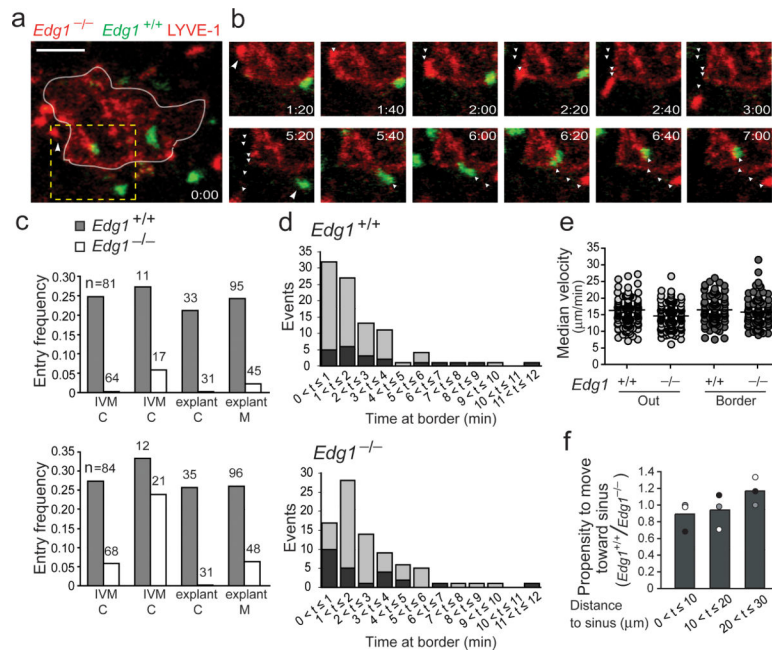 a
Edg1 −/− Edg1 +/+ LYVE-1
0:00
b
1:20 1:40 2:00 2:20 2:40 3:00
5:20 5:40 6:00 6:20 6:40 7:00
c
Edg1 +/+
Edg1 −/−
Entry frequency
0.30
0.25
0.20
0.15
0.10
0.05
0
n=81 64 11 17 33 31 95 45
IVM IVM explant explant
C C C M
Entry frequency
0.35
0.30
0.25
0.20
0.15
0.10
0.05
0
n=84 68 12 21 35 31 96 48
IVM IVM explant explant
C C C M
d
Edg1 +/+
Events
35
30
25
20
15
10
5
0
0 < t ≤ 1
1 < t ≤ 2
2 < t ≤ 3
3 < t ≤ 4
4 < t ≤ 5
5 < t ≤ 6
6 < t ≤ 7
7 < t ≤ 8
8 < t ≤ 9
9 < t ≤ 10
10 < t ≤ 11
11 < t ≤ 12
Time at border (min)
Edg1 −/−
Events
30
25
20
15
10
5
0
0 < t ≤ 1
1 < t ≤ 2
2 < t ≤ 3
3 < t ≤ 4
4 < t ≤ 5
5 < t ≤ 6
6 < t ≤ 7
7 < t ≤ 8
8 < t ≤ 9
9 < t ≤ 10
10 < t ≤ 11
11 < t ≤ 12
Time at border (min)
e
Median velocity
(μm/min)
35
30
25
20
15
10
5
0
Edg1 +/+ −/− +/+ −/−
Out Border
f
Propensity to move
toward sinus
(Edg1 +/+/Edg1 −/−)
1.4
1.2
1.0
0.8
0.6
0.4
0.2
0
Distance
to sinus (μm)
0 < t ≤ 10
10 < t ≤ 20
20 < t ≤ 30